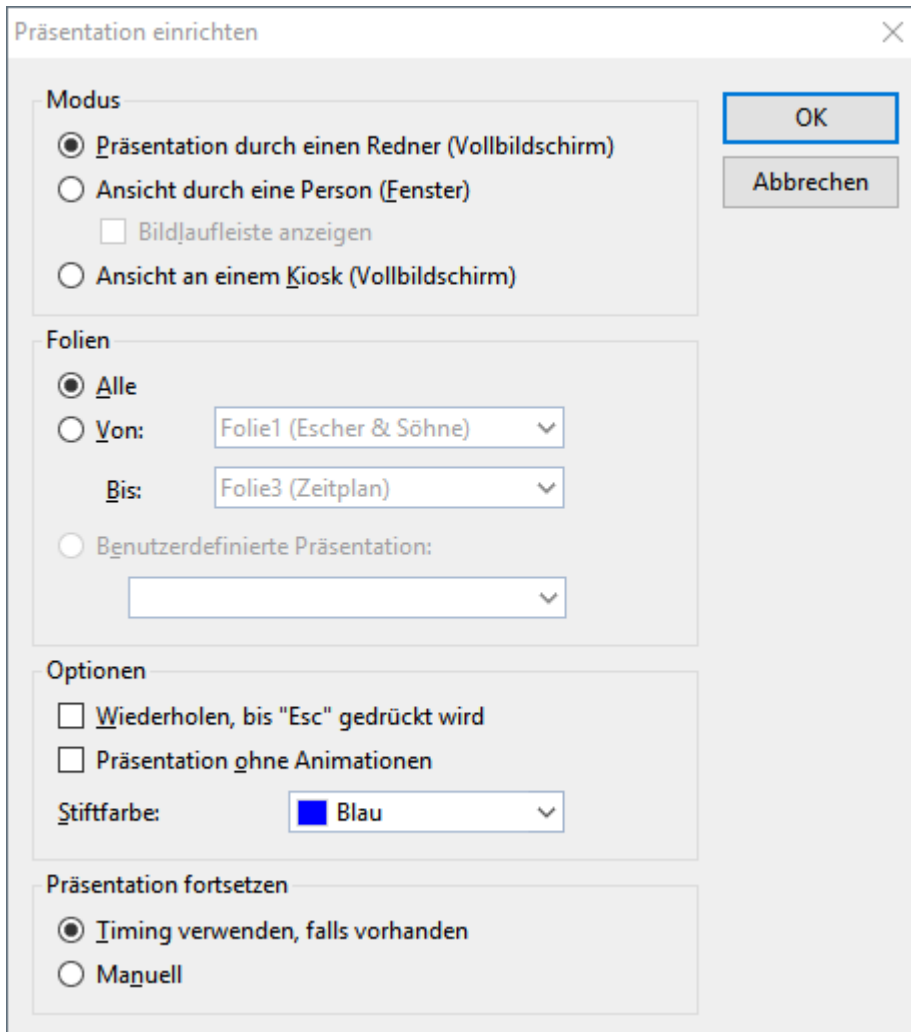 Präsentation einrichten
Modus
Präsentation durch einen Redner (Vollbildschirm)
Ansicht durch eine Person (Fenster)
Bildlaufleiste anzeigen
Ansicht an einem Kiosk (Vollbildschirm)
OK
Abbrechen
Folien
Alle
Von: Folie1 (Escher & Söhne)
Bis: Folie3 (Zeitplan)
Benutzerdefinierte Präsentation:
Optionen
Wiederholen, bis "Esc" gedrückt wird
Präsentation ohne Animationen
Stiftfarbe: Blau
Präsentation fortsetzen
Timing verwenden, falls vorhanden
Manuell